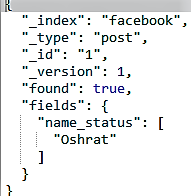 {
"_index": "facebook",
"_type": "post",
"_id": "1",
"_version": 1,
"found": true,
"fields": {
"name_status": [
"Oshrat"
]
}
}